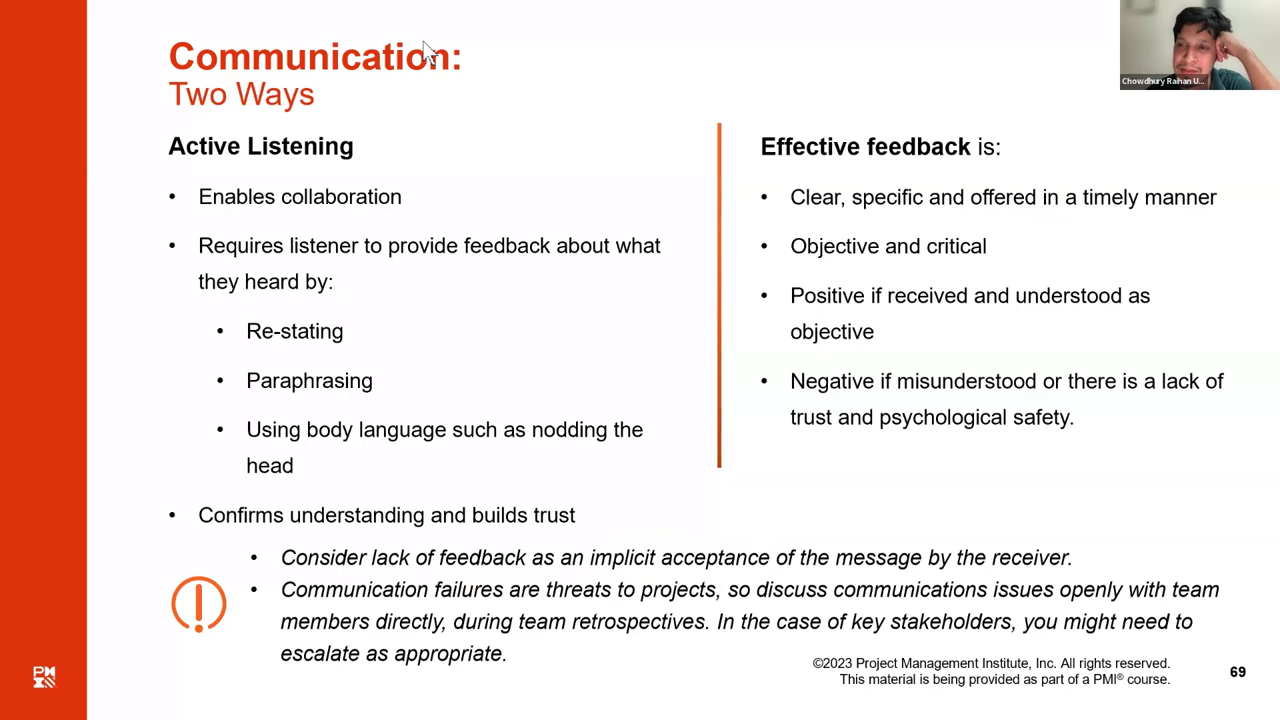 Communication:
Two Ways
Chowdhury Raihan U...
Active Listening
• Enables collaboration
• Requires listener to provide feedback about what
they heard by:
• Re-stating
• Paraphrasing
• Using body language such as nodding the
head
• Confirms understanding and builds trust
Effective feedback is:
• Clear, specific and offered in a timely manner
• Objective and critical
• Positive if received and understood as
objective
• Negative if misunderstood or there is a lack of
trust and psychological safety.
• Consider lack of feedback as an implicit acceptance of the message by the receiver.
• Communication failures are threats to projects, so discuss communications issues openly with team
members directly, during team retrospectives. In the case of key stakeholders, you might need to
escalate as appropriate.
©2023 Project Management Institute, Inc. All rights reserved.
This material is being provided as part of a PMI® course.
69